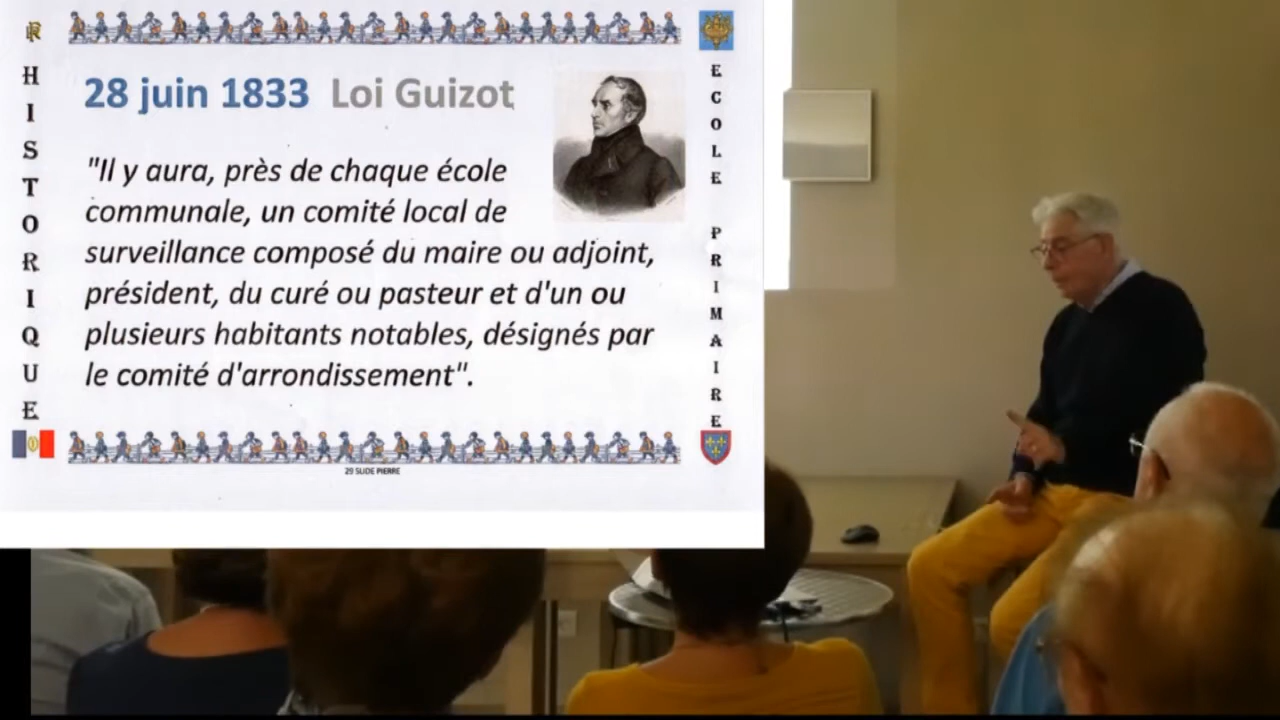 HISTORIQUE
28 juin 1833 Loi Guizot
"Il y aura, près de chaque école
communale, un comité local de
surveillance composé du maire ou adjoint,
président, du curé ou pasteur et d'un ou
plusieurs habitants notables, désignés par
le comité d'arrondissement".
29 SLIDE PIERRE
ECOLE PRIMAIRE